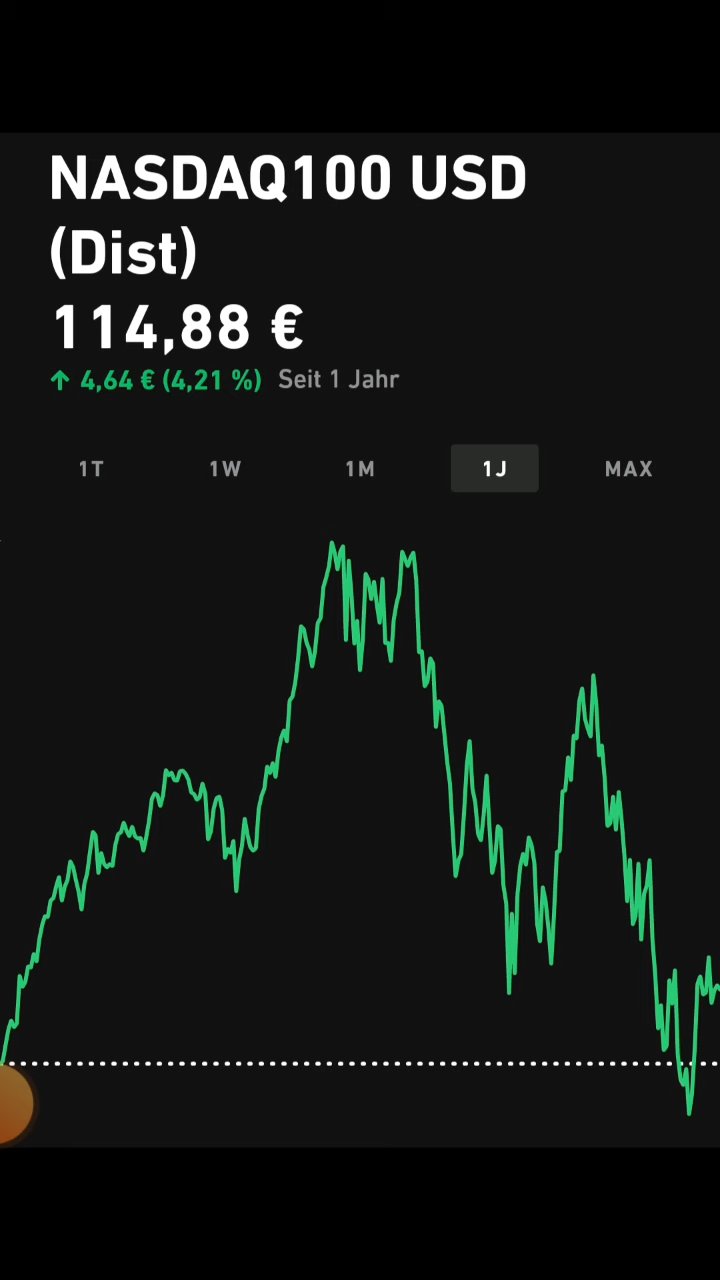 NASDAQ100 USD
(Dist)
114,88 €
↑ 4,64 € (4,21 %) Seit 1 Jahr
1T 1W 1M 1J MAX